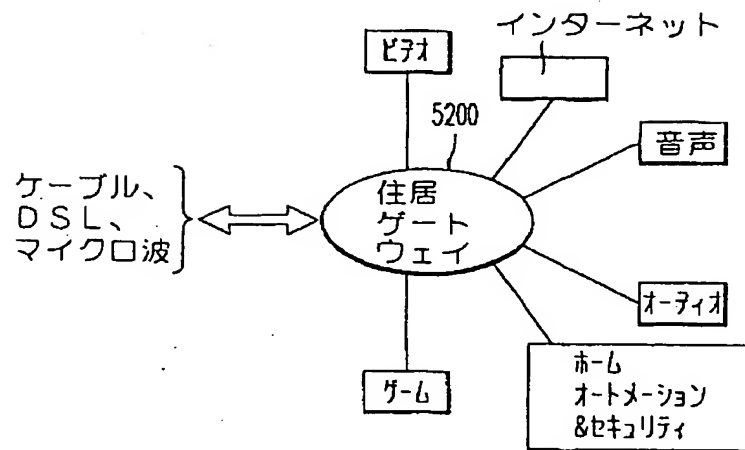 インターネット
ビデオ
5200
音声
ケーブル、
DSL、
マイクロ波
住居
ゲート
ウェイ
オーディオ
ゲーム
ホーム
オートメーション
&セキュリティ